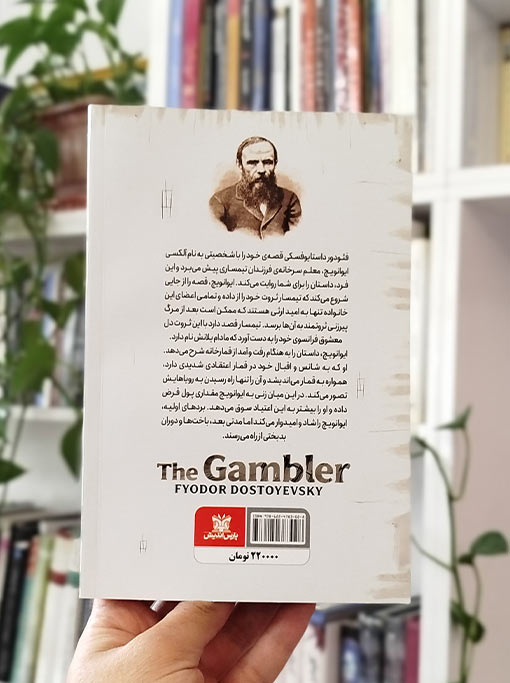 فئودور داستایوفسکی قصه‌ی خود را با شخصیتی به نام آلکسی
ایوانویچ، معلم سرخانه‌ی فرزندان تیمساری پیش می‌برد و این
فرد، داستان را برای شما روایت می‌کند. ایوانویچ، قصه را از جایی
شروع می‌کند که تیمسار ثروت خود را از داده و تمامی اعضای این
خانواده تنها به امید ارثی هستند که ممکن است بعد از مرگ
پیرزنی ثروتمند به آن‌ها برسد. تیمسار قصد دارد با این ثروت دل
معشوق فرانسوی خود را به دست آورد که مادام بلانش نام دارد.
ایوانویچ، داستان را به هنگام رفت و آمد از قمارخانه شرح می‌دهد.
او که به شانس و اقبال خود در قمار اعتقادی شدیدی دارد،
همواره به قمار می‌اندیشد و آن را تنها راه رسیدن به رویاهایش
تصور می‌کند. در این میان زنی به ایوانویچ مقداری پول قرض
داده و او را بیشتر به این اعتیاد سوق می‌دهد. بردهای اولیه،
ایوانویچ را شاد و امیدوار می‌کند اما مدتی بعد، باخت‌ها و دوران
بدبختی از راه می‌رسند.
The Gambler
FYODOR DOSTOYEVSKY
پارس اندیش
۲۲۰۰۰۰ تومان